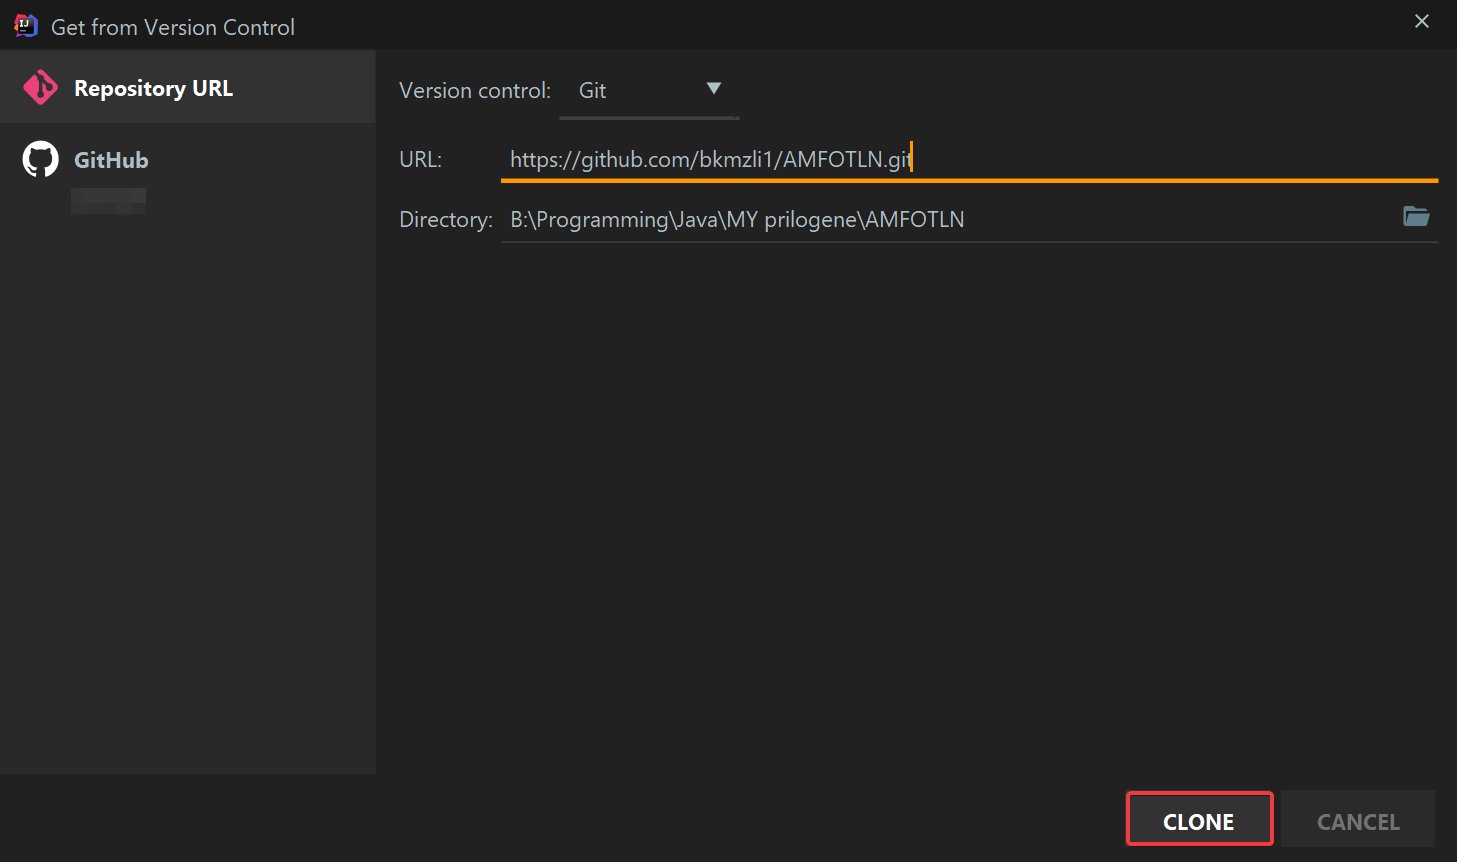 Get from Version Control
Repository URL
GitHub
Version control: Git
URL: https://github.com/bkmzli1/AMFOTLN.git
Directory: B:\Programming\Java\MY prilogene\AMFOTLN
CLONE CANCEL